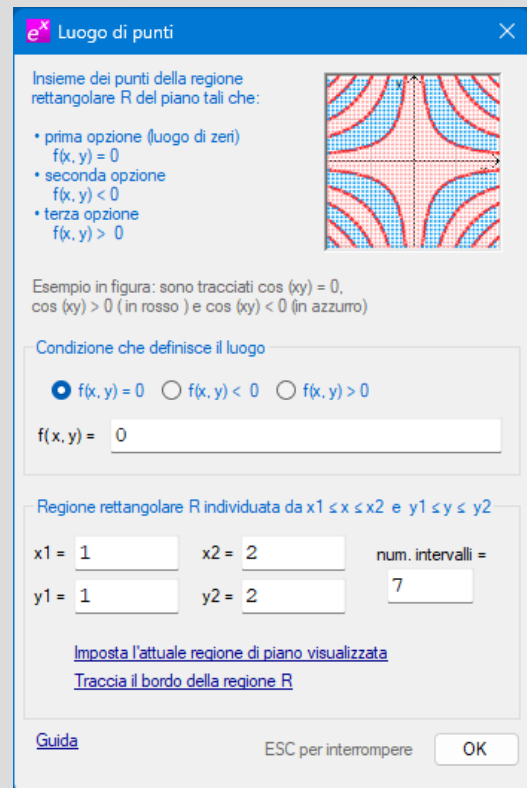 eˣ Luogo di punti
Insieme dei punti della regione
rettangolare R del piano tali che:
• prima opzione (luogo di zeri)
f(x, y) = 0
• seconda opzione
f(x, y) < 0
• terza opzione
f(x, y) > 0
y
x
Esempio in figura: sono tracciati cos (xy) = 0,
cos (xy) > 0 ( in rosso ) e cos (xy) < 0 (in azzurro)
Condizione che definisce il luogo
f(x, y) = 0 f(x, y) < 0 f(x, y) > 0
f( x, y) = 0
Regione rettangolare R individuata da x1 ≤ x ≤ x2 e y1 ≤ y ≤ y2
x1 = 1 x2 = 2 num. intervalli =
7
y1 = 1 y2 = 2
Imposta l'attuale regione di piano visualizzata
Traccia il bordo della regione R
Guida ESC per interrompere OK